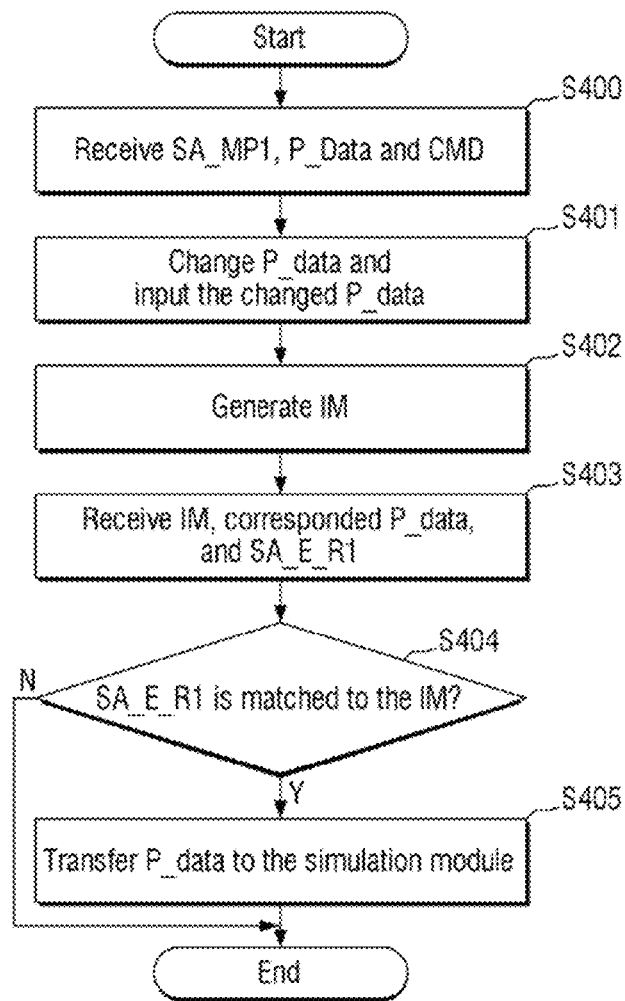 Start
S400
Receive SA_MP1, P_Data and CMD
S401
Change P_data and
input the changed P_data
S402
Generate IM
S403
Receive IM, corresponded P_data,
and SA_E_R1
S404
N
SA_E_R1 is matched to the IM?
Y
S405
Transfer P_data to the simulation module
End